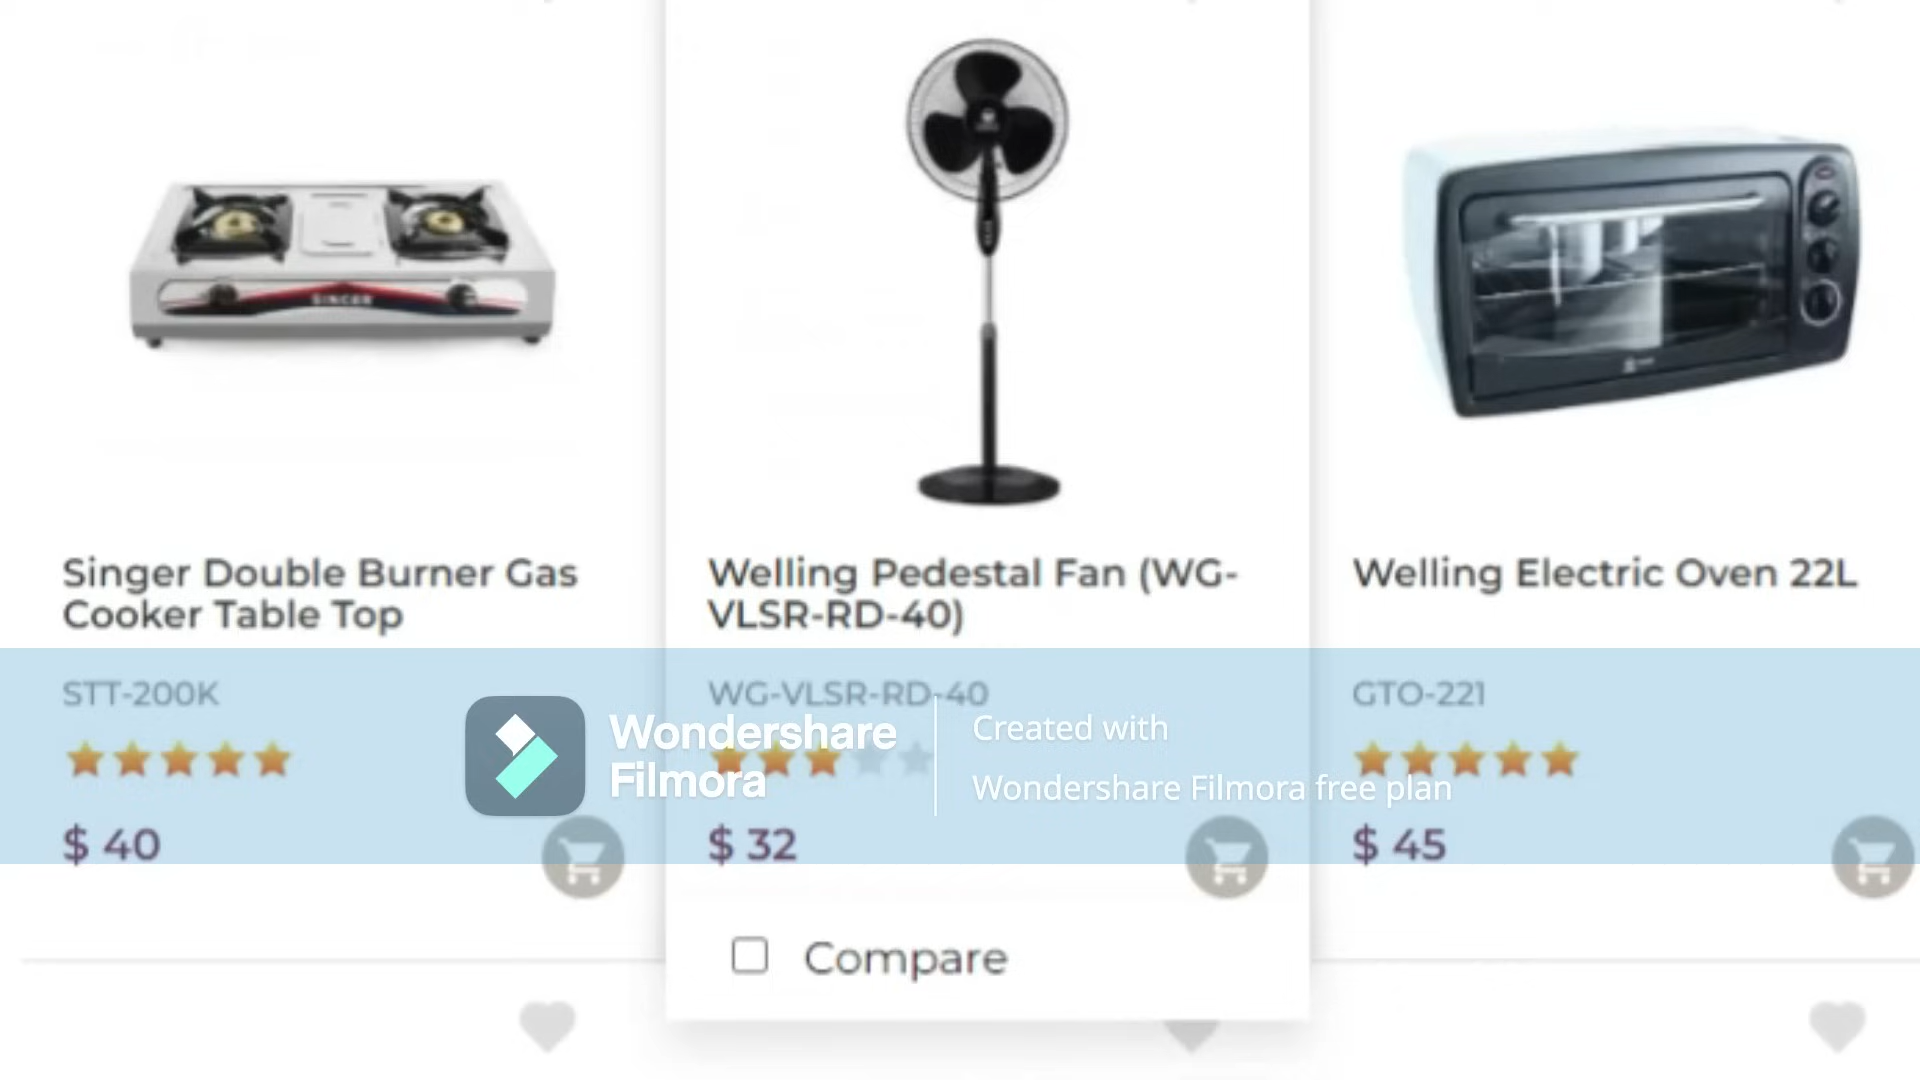 SINGER
Singer Double Burner Gas
Cooker Table Top
STT-200K
$ 40
Welling Pedestal Fan (WG-
VLSR-RD-40)
WG-VLSR-RD-40
$ 32
Compare
Welling Electric Oven 22L
GTO-221
$ 45
Wondershare
Filmora
Created with
Wondershare Filmora free plan